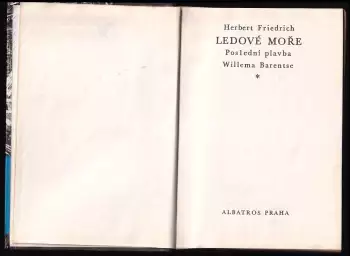 Herbert Friedrich
LEDOVÉ MOŘE
Poslední plavba
Willema Barentse
*
ALBATROS PRAHA